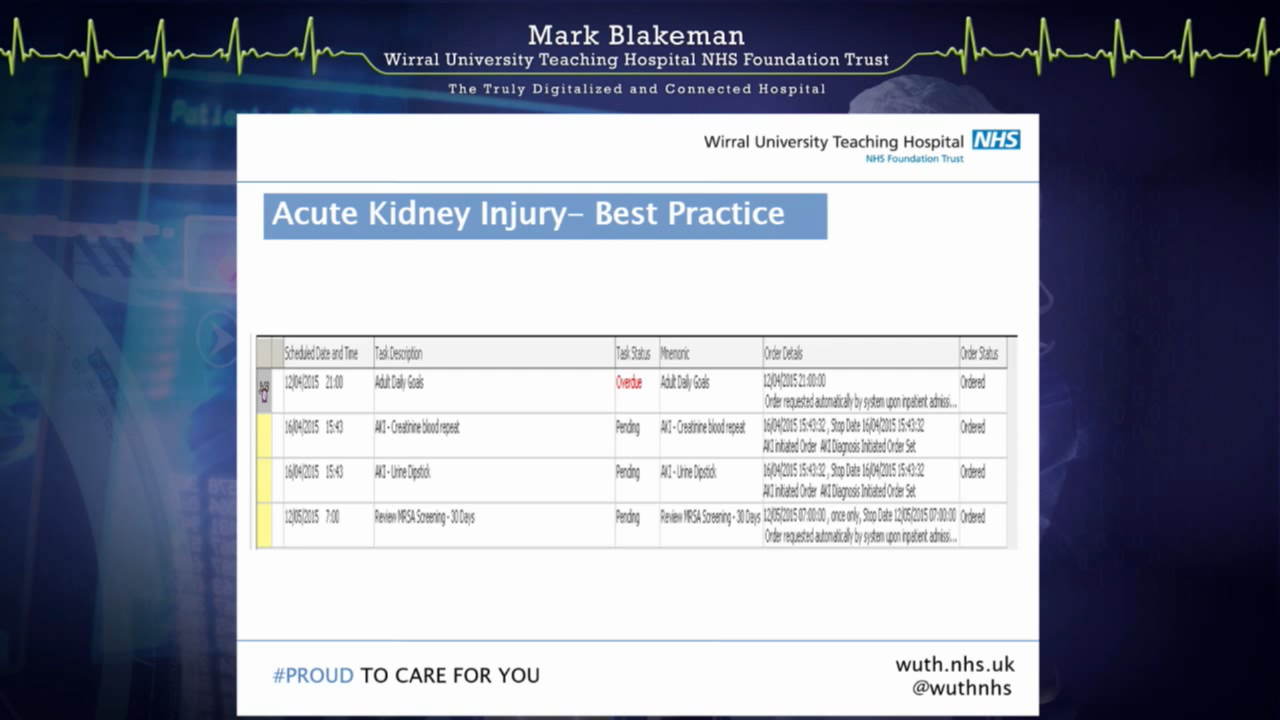 Mark Blakeman
Wirral University Teaching Hospital NHS Foundation Trust
The Truly Digitalized and Connected Hospital
Wirral University Teaching Hospital NHS
NHS Foundation Trust
Acute Kidney Injury– Best Practice
Scheduled Date and Time Task Description Task Status Mnemonic Order Details Order Status
12/04/2015 21:00 Adult Daily Goals Overdue Adult Daily Goals 12/04/2015 21:00:00 Ordered
Order requested automatically by system upon inpatient admissi...
16/04/2015 15:43 AKI - Creatinine blood repeat Pending AKI - Creatinine blood repeat 16/04/2015 15:43:32 , Stop Date 16/04/2015 15:43:32 Ordered
AKI initiated Order AKI Diagnosis Initiated Order Set
16/04/2015 15:43 AKI - Urine Dipstick Pending AKI - Urine Dipstick 16/04/2015 15:43:32 , Stop Date 16/04/2015 15:43:32 Ordered
AKI initiated Order AKI Diagnosis Initiated Order Set
12/05/2015 7:00 Review MRSA Screening - 30 Days Pending Review MRSA Screening - 30 Days 12/05/2015 07:00:00 , once only, Stop Date 12/05/2015 07:00:00 Ordered
Order requested automatically by system upon inpatient admissi...
#PROUD TO CARE FOR YOU
wuth.nhs.uk
@wuthnhs